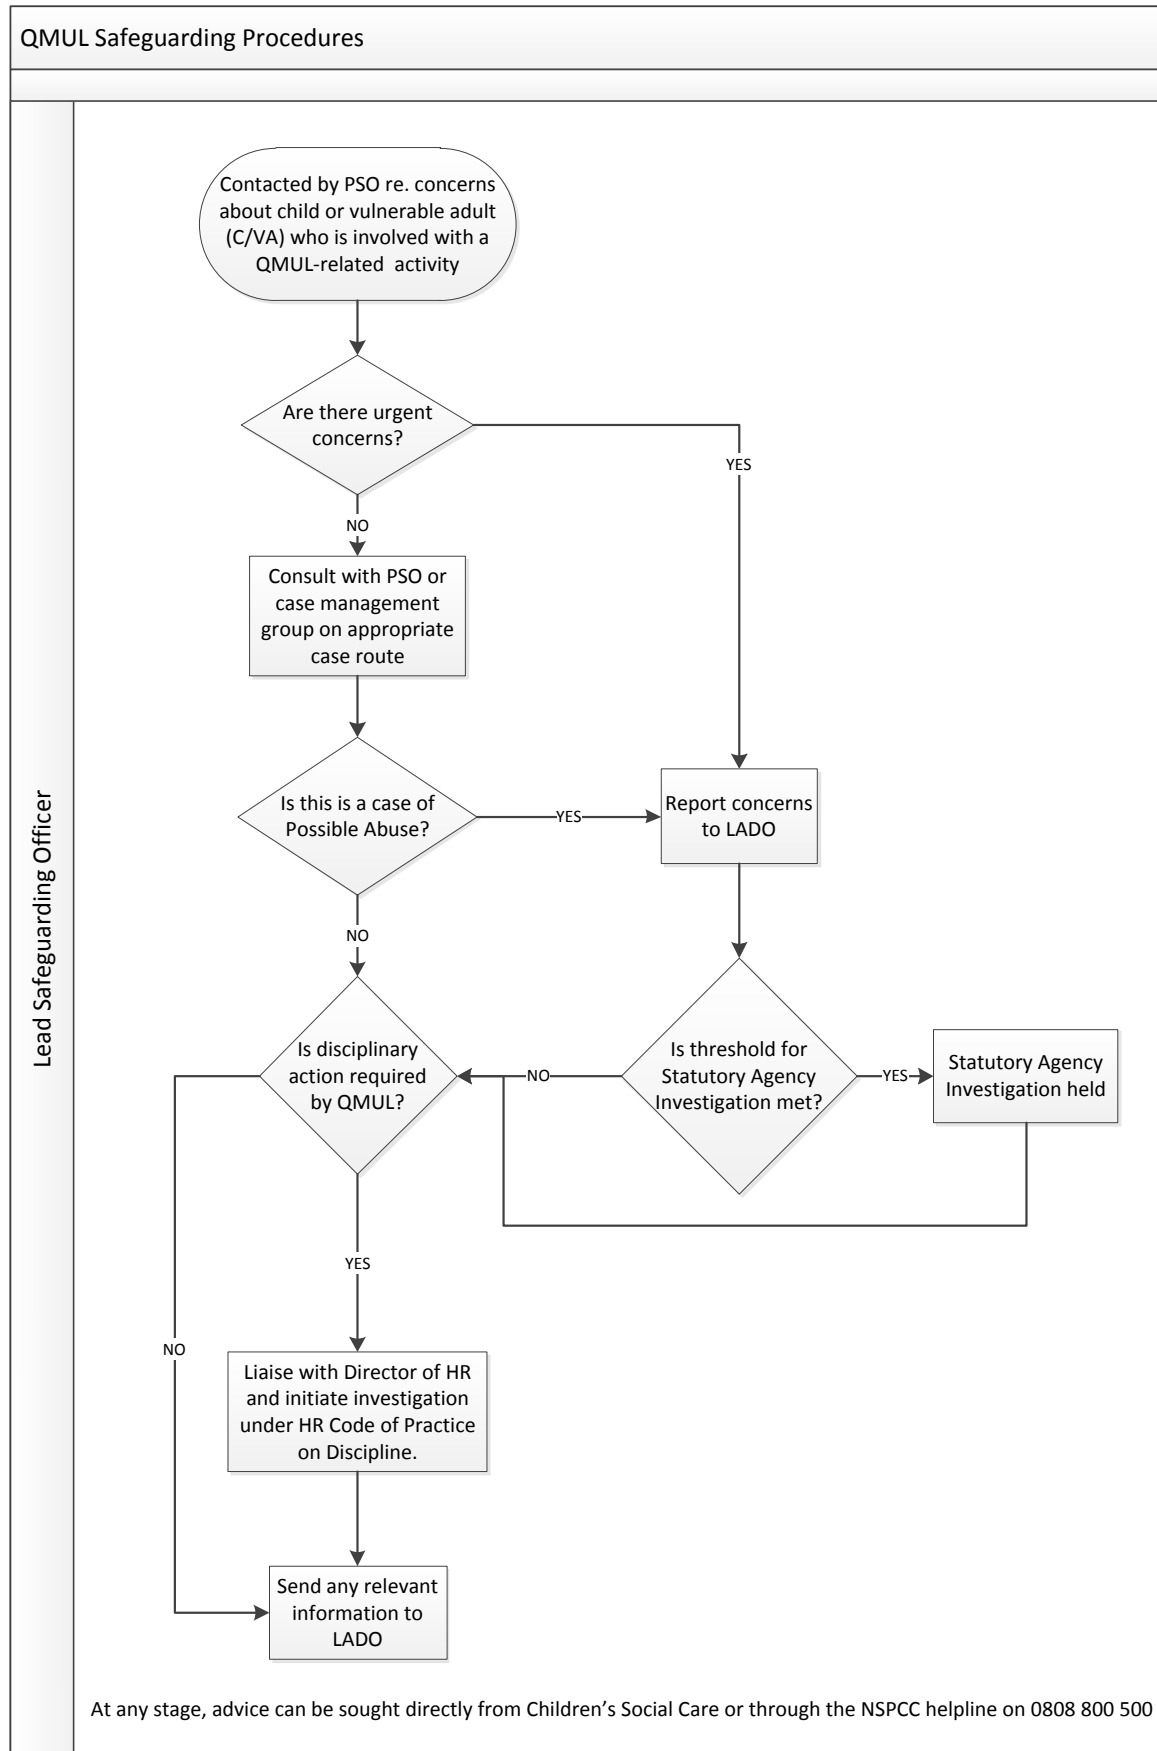 QMUL Safeguarding Procedures
Lead Safeguarding Officer
Contacted by PSO re. concerns
about child or vulnerable adult
(C/VA) who is involved with a
QMUL-related activity
Are there urgent
concerns?
YES
NO
Consult with PSO or
case management
group on appropriate
case route
Is this is a case of
Possible Abuse?
YES
Report concerns
to LADO
NO
Is disciplinary
action required
by QMUL?
NO
Is threshold for
Statutory Agency
Investigation met?
YES
Statutory Agency
Investigation held
YES
NO
Liaise with Director of HR
and initiate investigation
under HR Code of Practice
on Discipline.
Send any relevant
information to
LADO
At any stage, advice can be sought directly from Children’s Social Care or through the NSPCC helpline on 0808 800 500